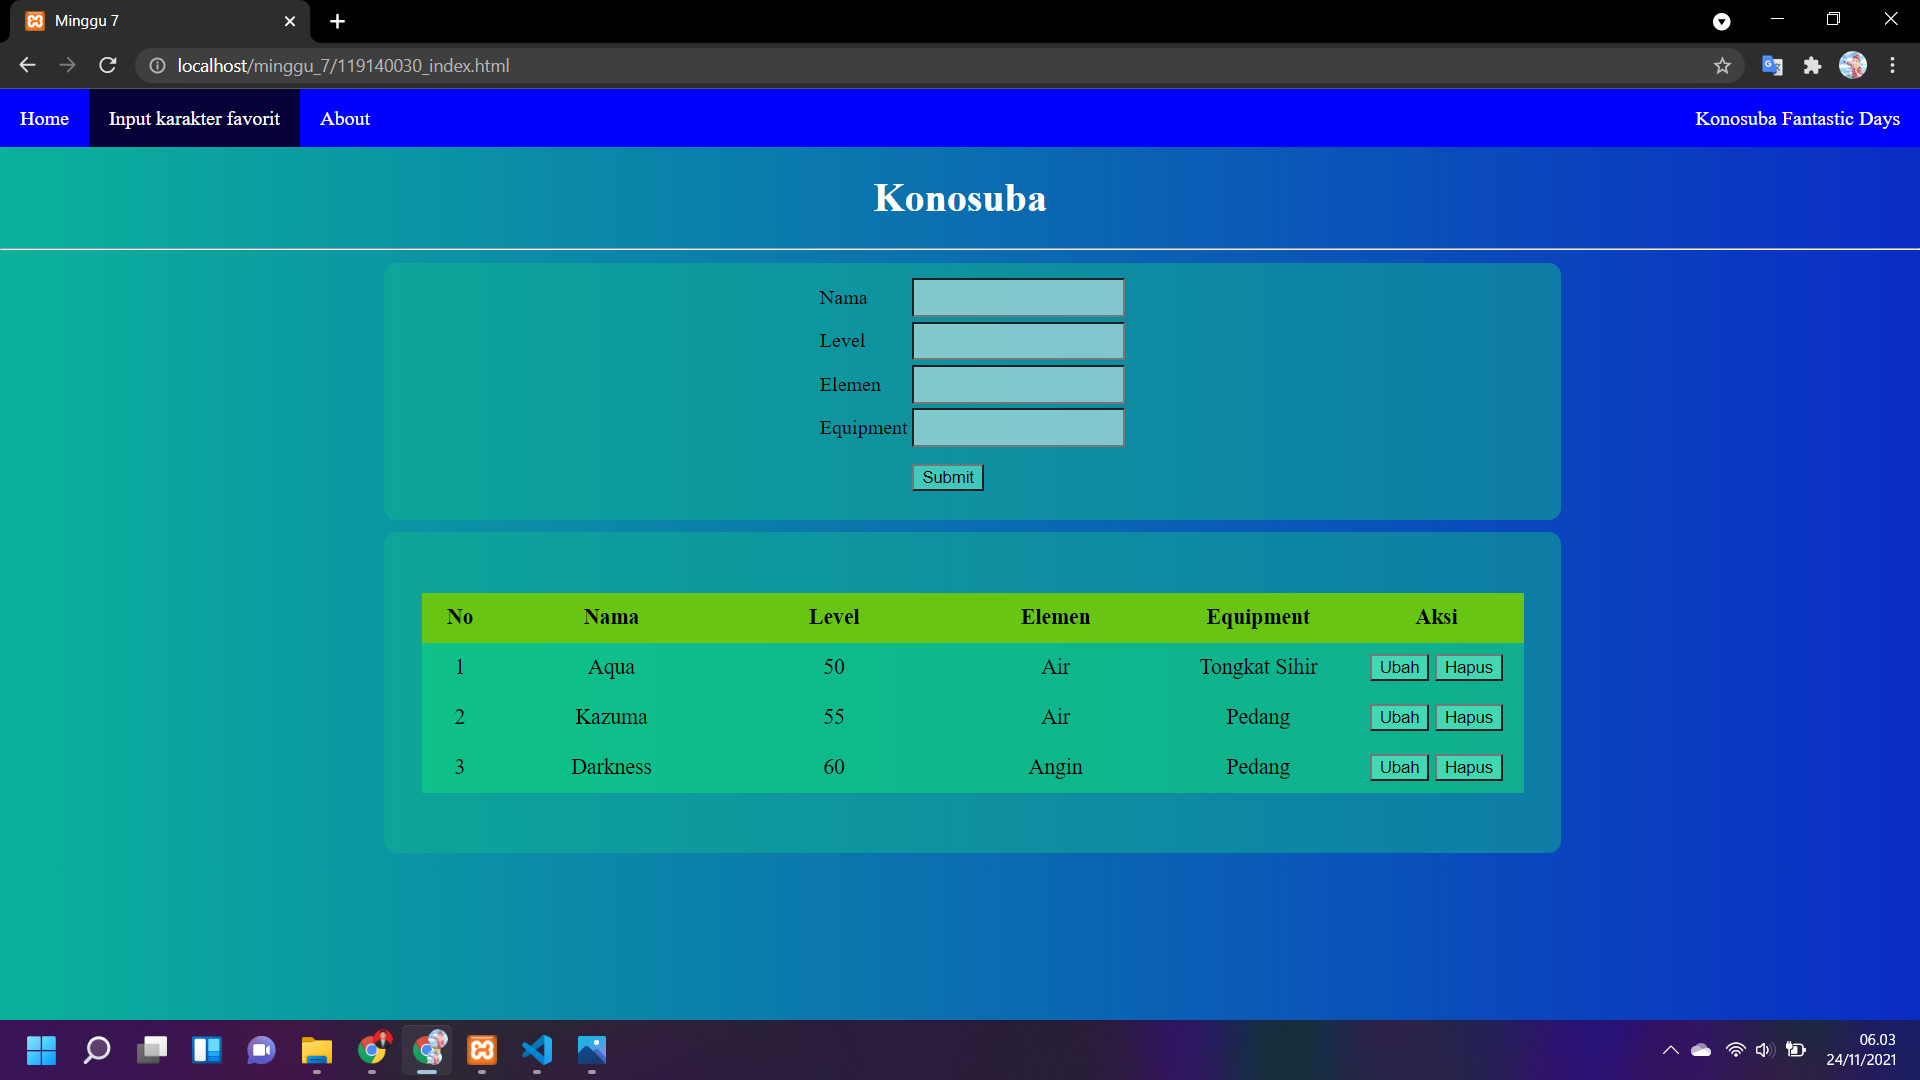 Minggu 7
localhost/minggu_7/119140030_index.html
Home Input karakter favorit About Konosuba Fantastic Days
Konosuba
Nama
Level
Elemen
Equipment
Submit
No Nama Level Elemen Equipment Aksi
1 Aqua 50 Air Tongkat Sihir Ubah Hapus
2 Kazuma 55 Air Pedang Ubah Hapus
3 Darkness 60 Angin Pedang Ubah Hapus
06.03
24/11/2021